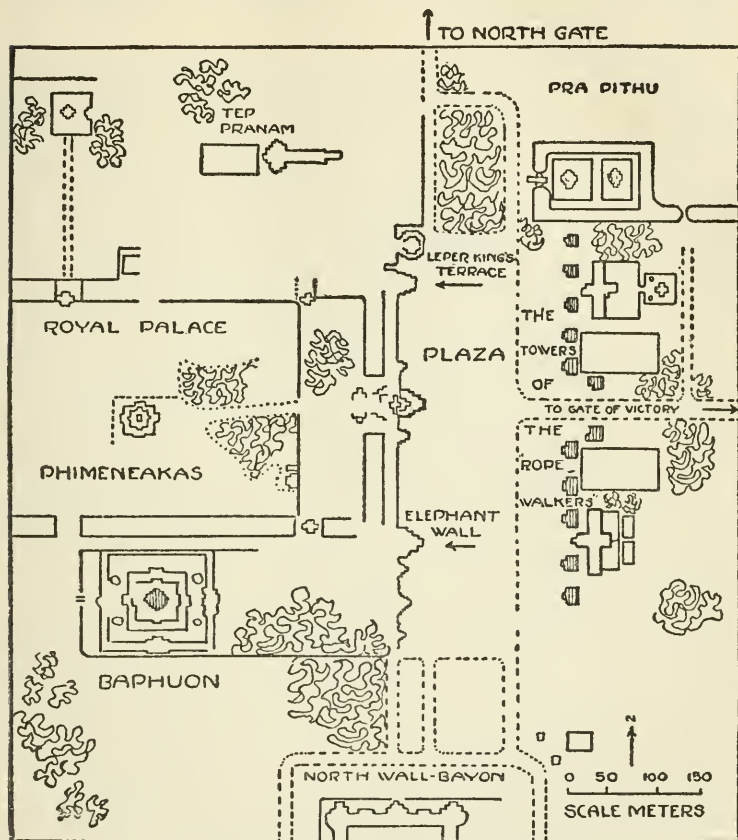 TO NORTH GATE
PRA PITHU
TEP
PRANAM
LEPER KING'S
TERRACE
THE
ROYAL PALACE
PLAZA
TOWERS
OF
TO GATE OF VICTORY
THE
PHIMENEAKAS
ROPE
WALKERS
ELEPHANT
WALL
BAPHUON
N
NORTH WALL-BAYON
0 50 100 150
SCALE METERS